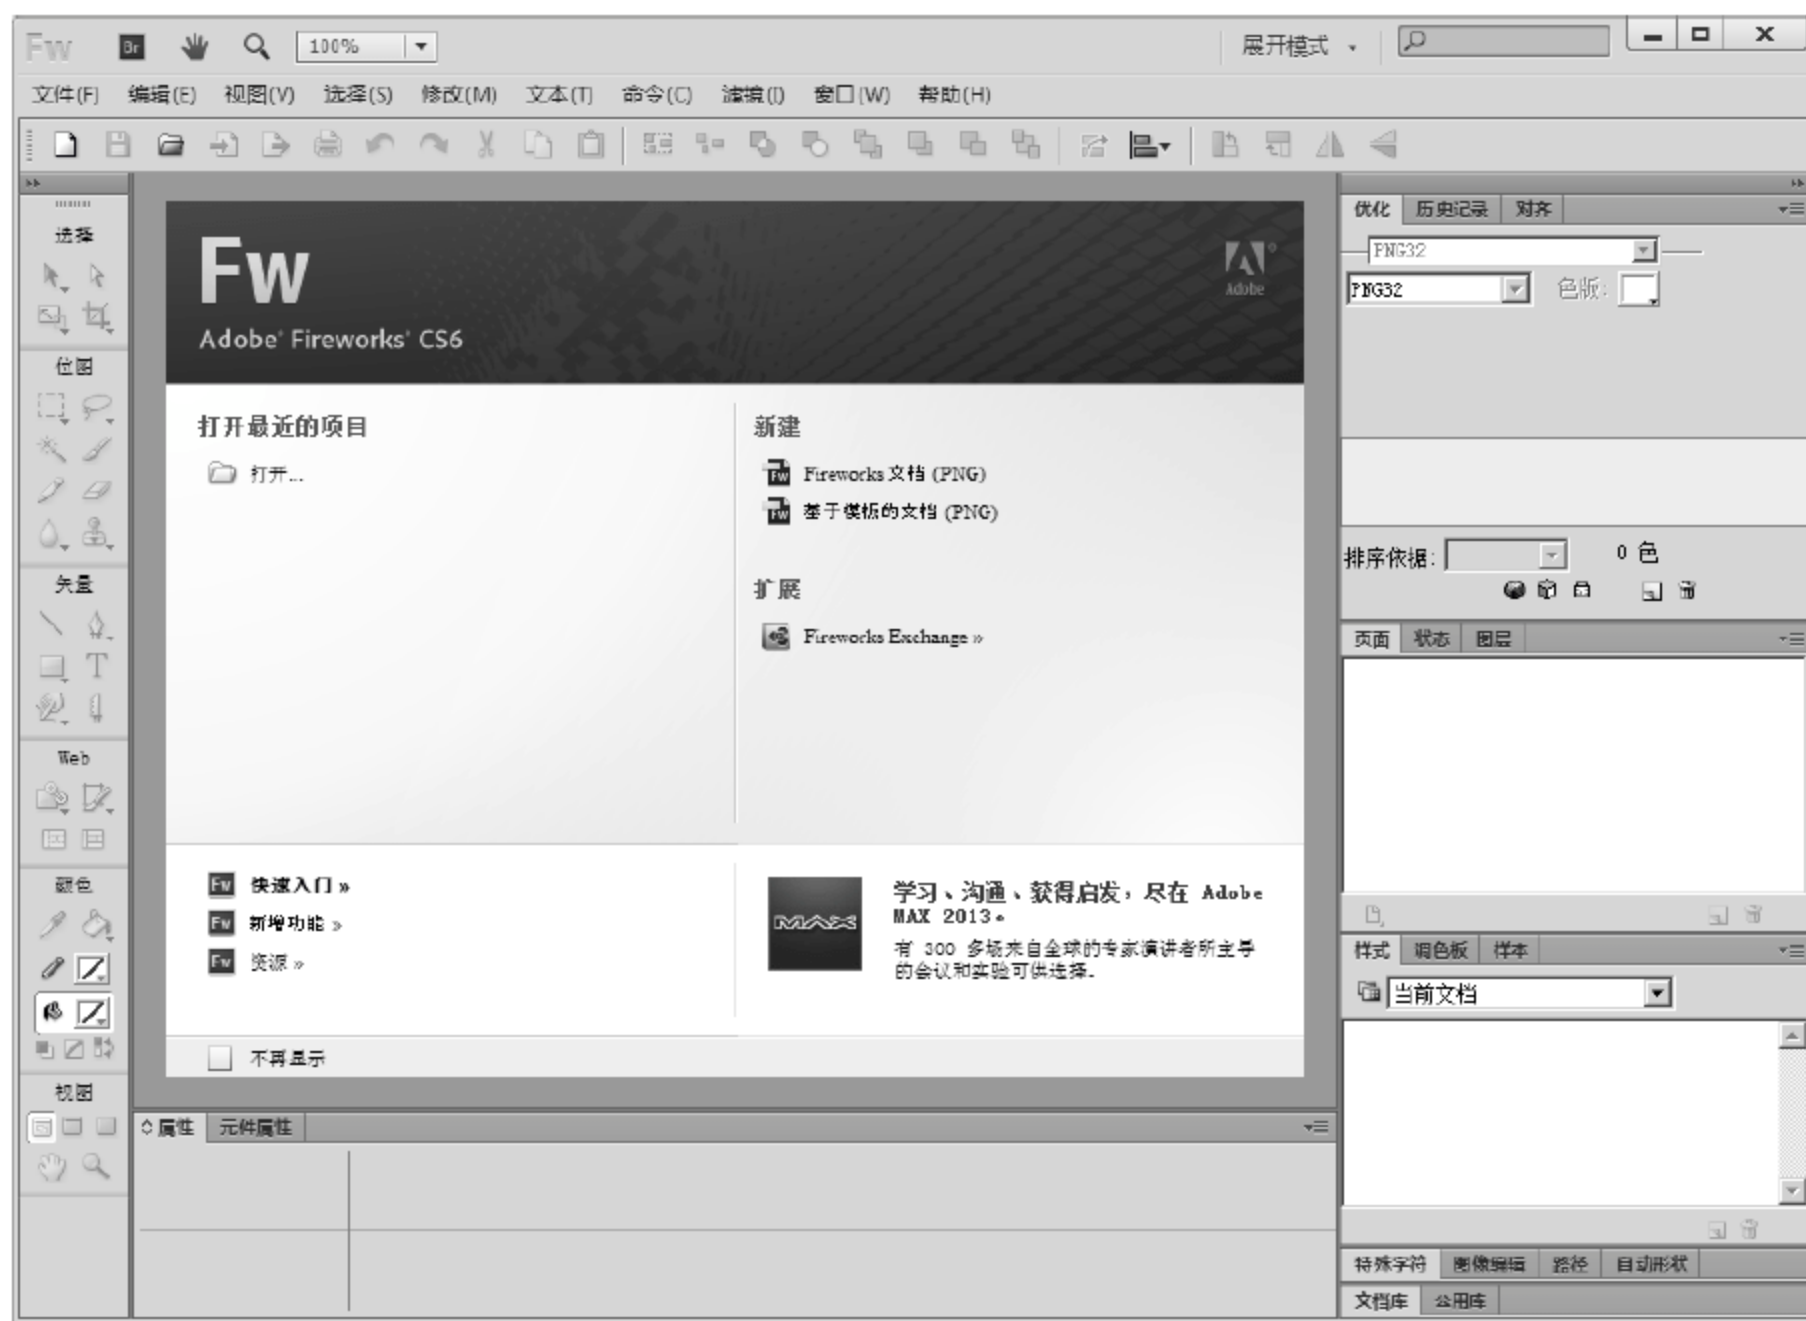 Fw Br 100% 展开模式
文件(F) 编辑(E) 视图(V) 选择(S) 修改(M) 文本(T) 命令(C) 滤镜(I) 窗口(W) 帮助(H)
选择
位图
矢量
Web
颜色
视图
Fw
Adobe
Adobe® Fireworks® CS6
打开最近的项目
打开...
新建
Fireworks 文档 (PNG)
基于模板的文档 (PNG)
扩展
Fireworks Exchange »
Fw 快速入门 »
Fw 新增功能 »
Fw 资源 »
MAX
学习、沟通、获得启发，尽在 Adobe
MAX 2013。
有 300 多场来自全球的专家演讲者所主导
的会议和实验可供选择。
不再显示
属性 元件属性
优化 历史记录 对齐
PNG32
PNG32 色版:
排序依据: 0 色
页面 状态 图层
样式 调色板 样本
当前文档
特殊字符 图像编辑 路径 自动形状
文档库 公用库